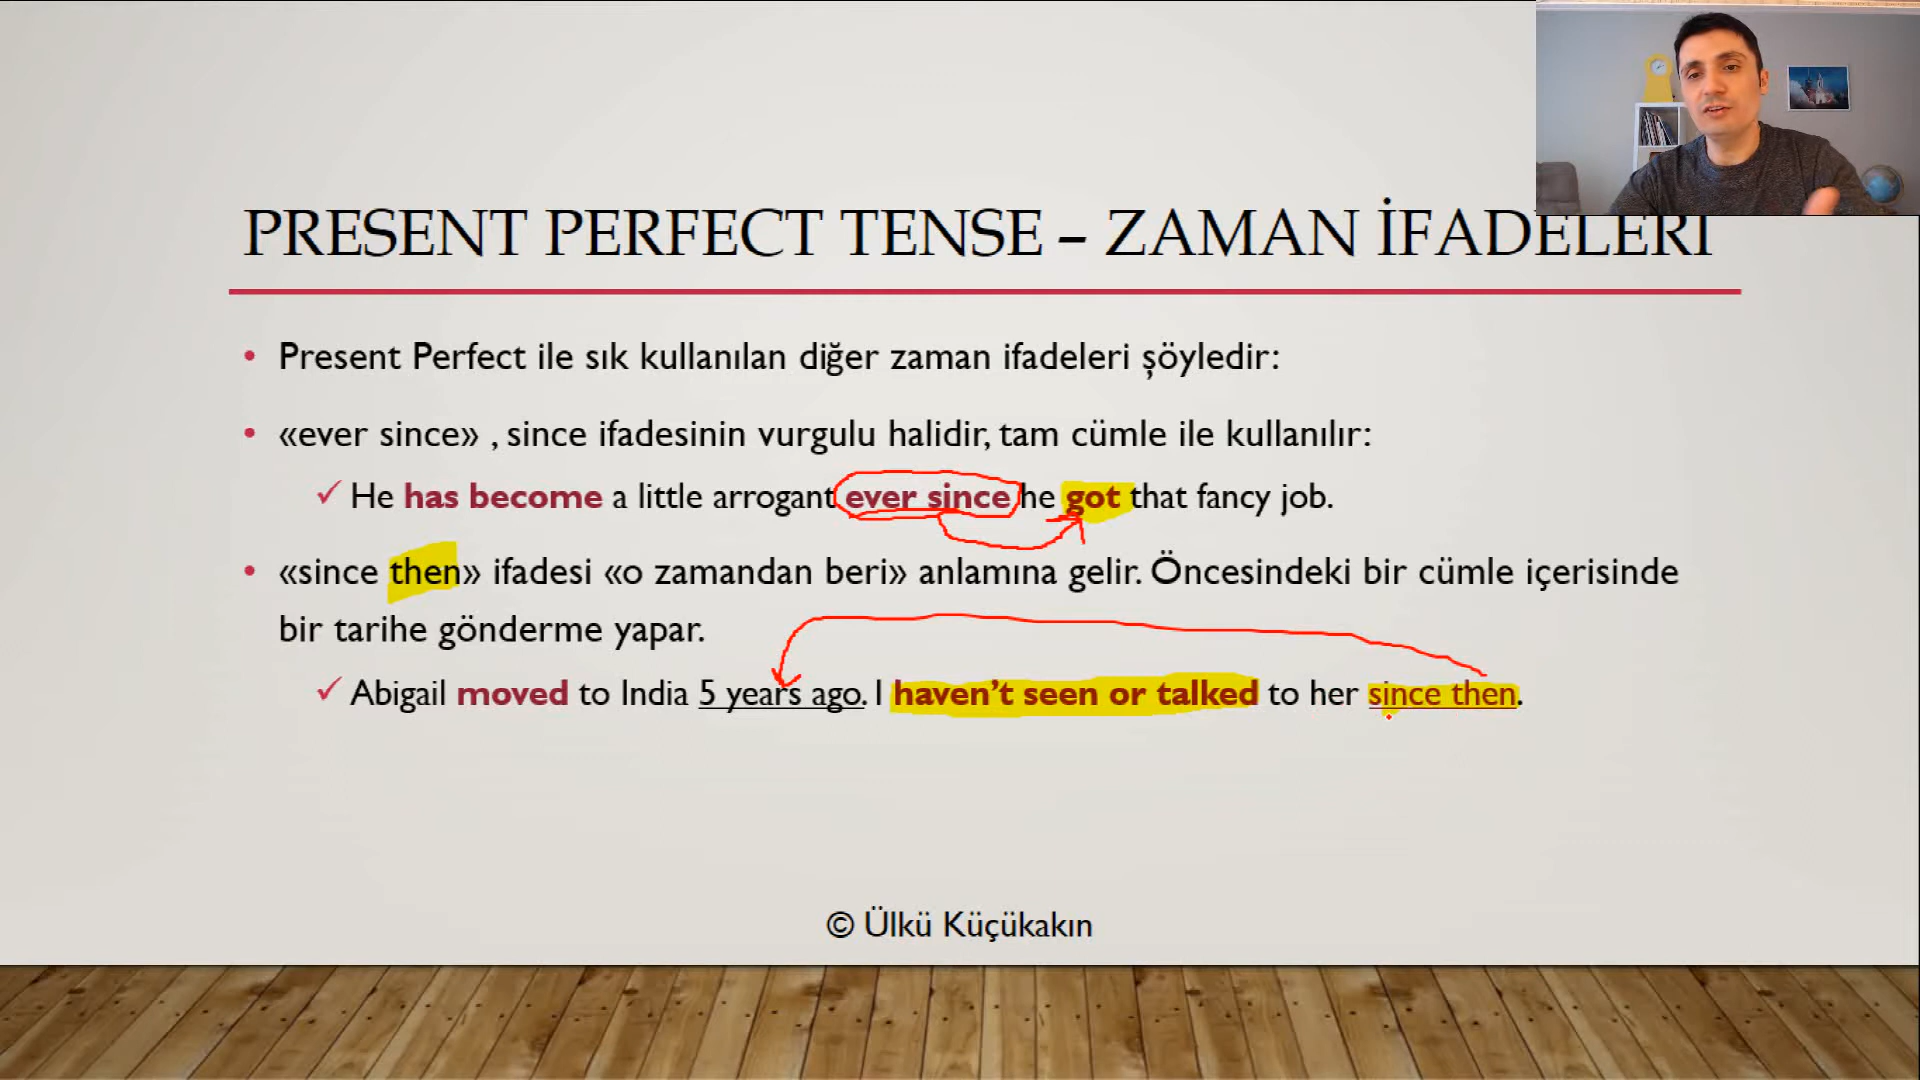 PRESENT PERFECT TENSE – ZAMAN İFADELERİ
• Present Perfect ile sık kullanılan diğer zaman ifadeleri şöyledir:
• «ever since» , since ifadesinin vurgulu halidir, tam cümle ile kullanılır:
✓ He has become a little arrogant ever since he got that fancy job.
• «since then» ifadesi «o zamandan beri» anlamına gelir. Öncesindeki bir cümle içerisinde
bir tarihe gönderme yapar.
✓ Abigail moved to India 5 years ago. I haven't seen or talked to her since then.
© Ülkü Küçükakın